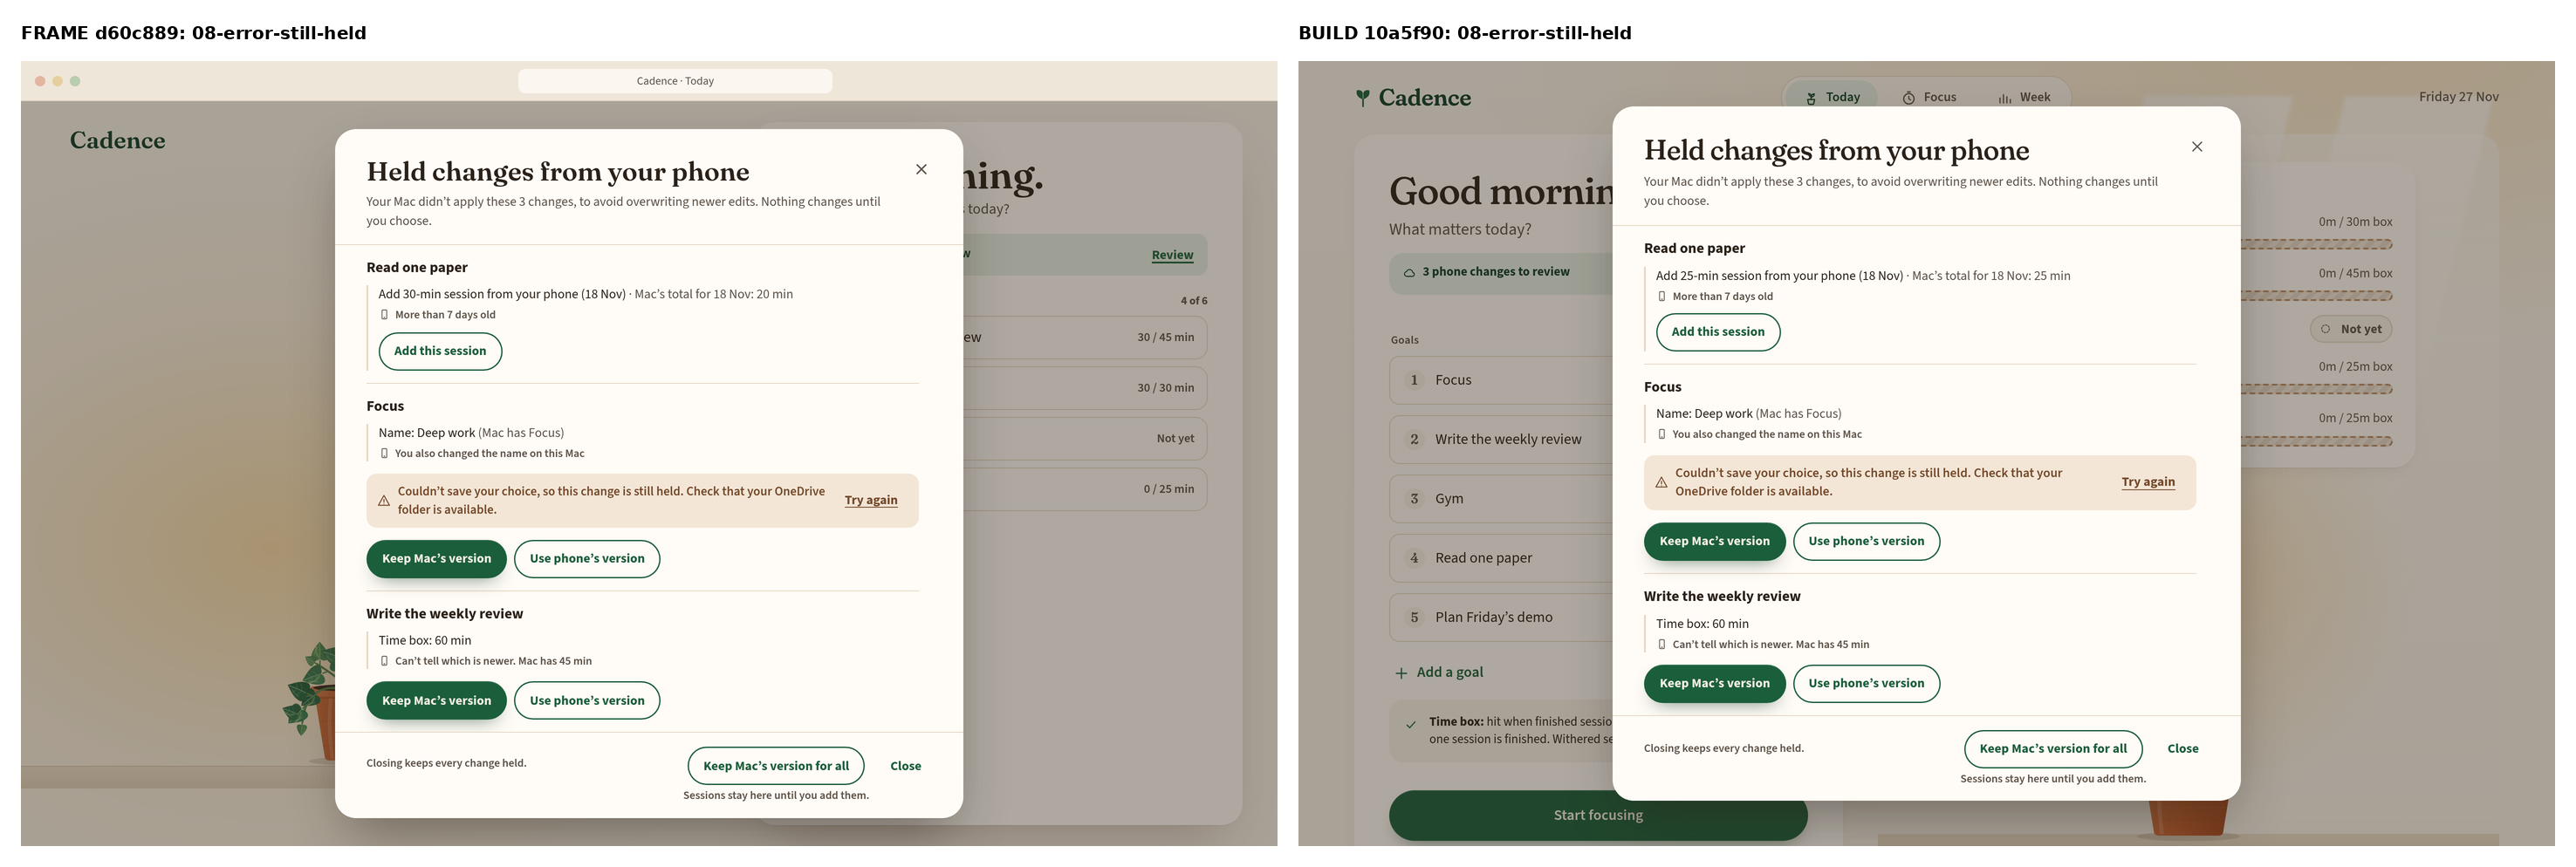 FRAME d60c889: 08-error-still-held
Cadence · Today
Cadence
ning.
s today?
w
Review
4 of 6
ew
30 / 45 min
30 / 30 min
Not yet
0 / 25 min
Held changes from your phone
Your Mac didn’t apply these 3 changes, to avoid overwriting newer edits. Nothing changes until
you choose.
Read one paper
Add 30-min session from your phone (18 Nov) · Mac’s total for 18 Nov: 20 min
More than 7 days old
Add this session
Focus
Name: Deep work (Mac has Focus)
You also changed the name on this Mac
Couldn’t save your choice, so this change is still held. Check that your OneDrive
folder is available.
Try again
Keep Mac’s version
Use phone’s version
Write the weekly review
Time box: 60 min
Can’t tell which is newer. Mac has 45 min
Keep Mac’s version
Use phone’s version
Closing keeps every change held.
Keep Mac’s version for all
Close
Sessions stay here until you add them.
BUILD 10a5f90: 08-error-still-held
Cadence
Today
Focus
Week
Friday 27 Nov
Good mornin
What matters today?
3 phone changes to review
Goals
1 Focus
2 Write the weekly review
3 Gym
4 Read one paper
5 Plan Friday’s demo
Add a goal
Time box: hit when finished sessio
one session is finished. Withered se
Start focusing
0m / 30m box
0m / 45m box
Not yet
0m / 25m box
0m / 25m box
Held changes from your phone
Your Mac didn’t apply these 3 changes, to avoid overwriting newer edits. Nothing changes until
you choose.
Read one paper
Add 25-min session from your phone (18 Nov) · Mac’s total for 18 Nov: 25 min
More than 7 days old
Add this session
Focus
Name: Deep work (Mac has Focus)
You also changed the name on this Mac
Couldn’t save your choice, so this change is still held. Check that your
OneDrive folder is available.
Try again
Keep Mac’s version
Use phone’s version
Write the weekly review
Time box: 60 min
Can’t tell which is newer. Mac has 45 min
Keep Mac’s version
Use phone’s version
Closing keeps every change held.
Keep Mac’s version for all
Close
Sessions stay here until you add them.